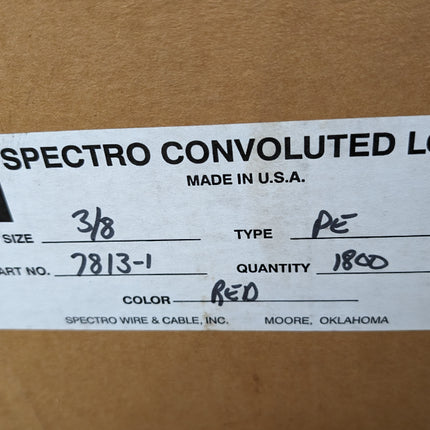 SPECTRO CONVOLUTED
MADE IN U.S.A.
SIZE 3/8 TYPE PE
ART NO. 7813-1 QUANTITY 1800
COLOR RED
SPECTRO WIRE & CABLE, INC. MOORE, OKLAHOMA